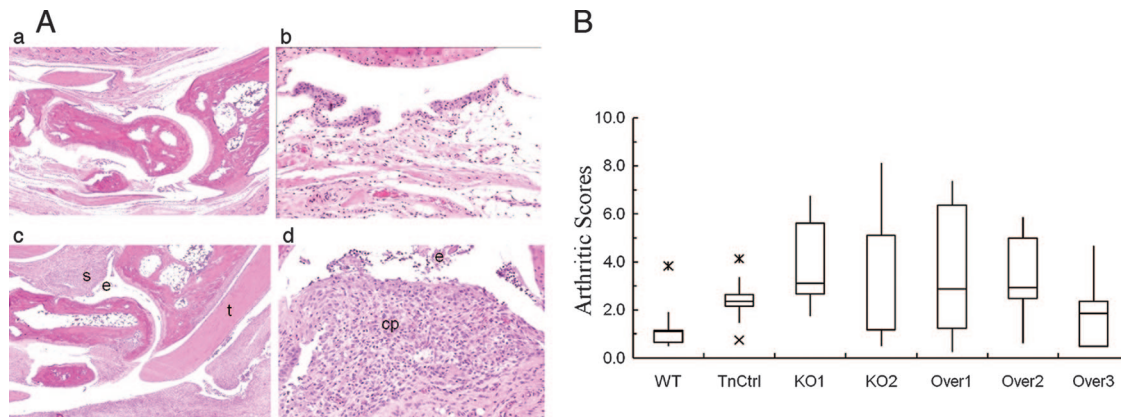 A
B
a
b
c
d
s
e
t
e
cp
Arthritic Scores
10.0
8.0
6.0
4.0
2.0
0.0
WT TnCtrl KO1 KO2 Over1 Over2 Over3